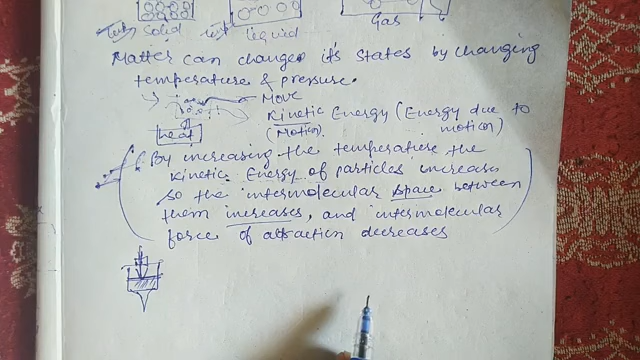 Solid Liquid Gas
Matter can change its states by changing
temperature & pressure.
Move
Kinetic Energy (Energy due to
heat (Motion) motion)
By increasing the temperature the
Kinetic Energy of particles increases
so the intermolecular space between
them increases, and intermolecular
force of attraction decreases